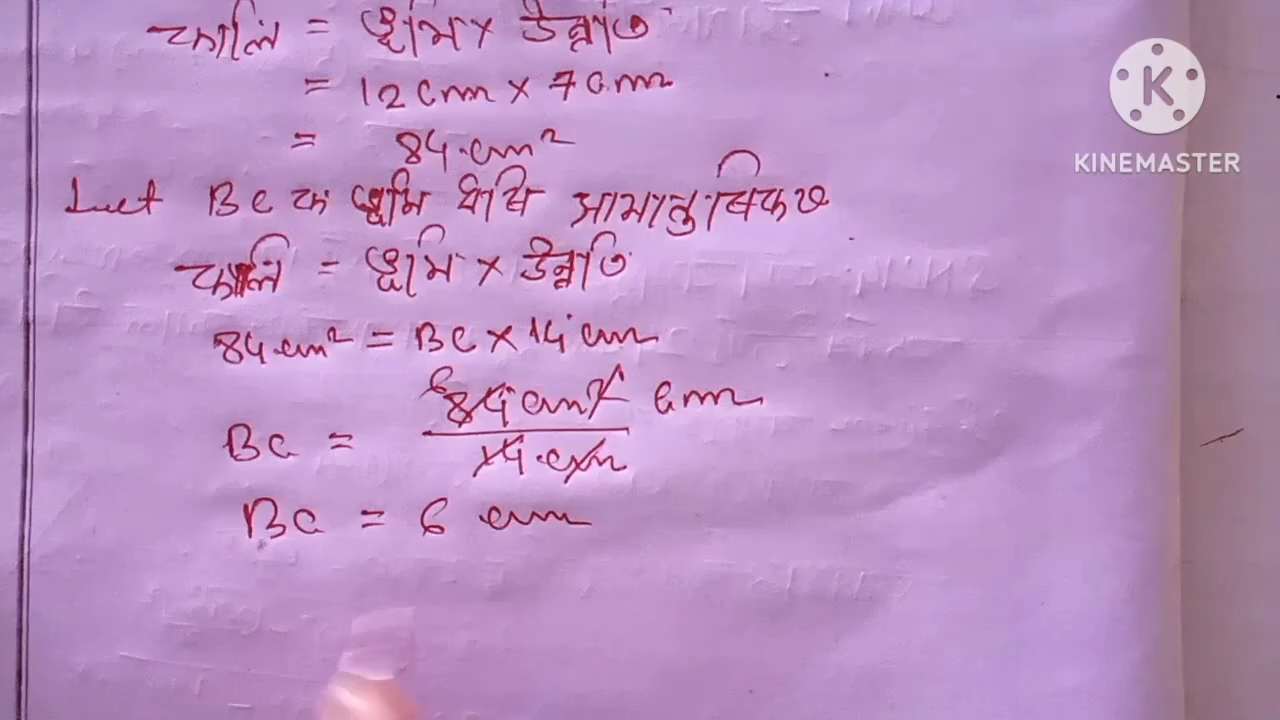 কালি = ভূমি × উন্নতি
= 12 cm × 7 cm
= 84 cm²
KINEMASTER
BC ক ভূমি ধৰি সামান্তৰিকৰ
কালি = ভূমি × উন্নতি
84 cm² = BC × 14 cm
6 84 cm² cm
BC =
14 cm
BC = 6 cm